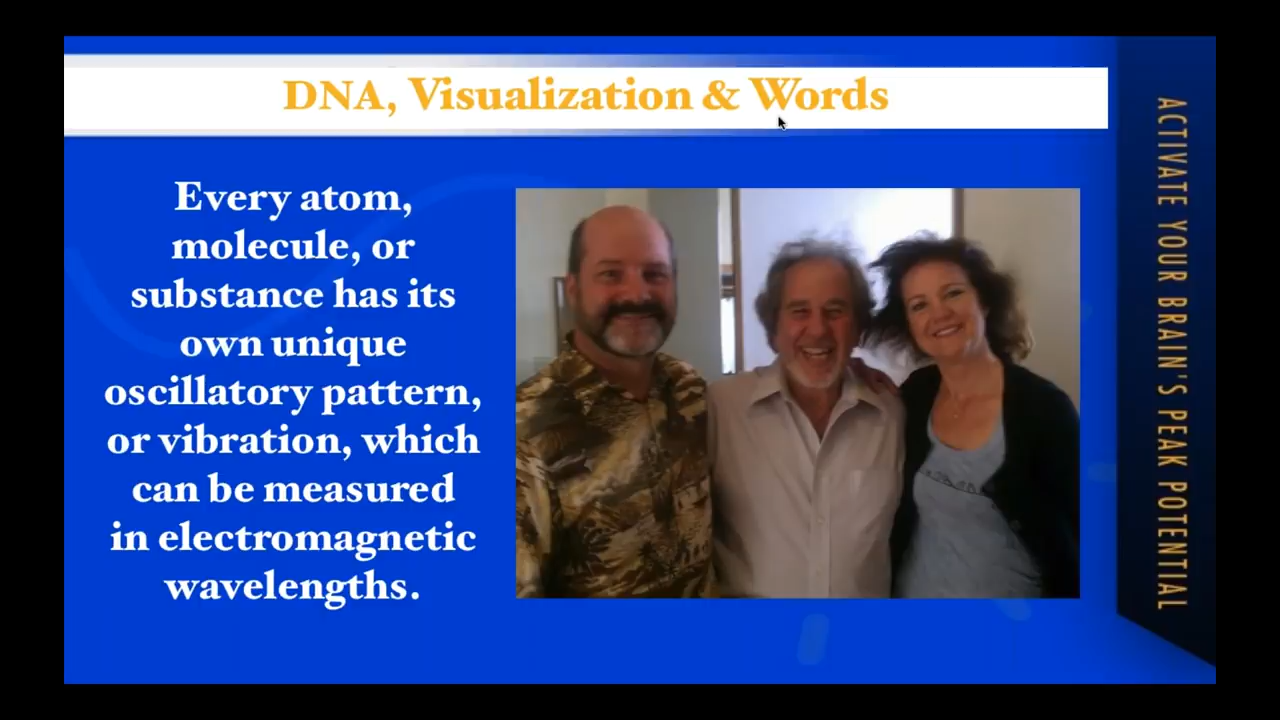 DNA, Visualization & Words
Every atom,
molecule, or
substance has its
own unique
oscillatory pattern,
or vibration, which
can be measured
in electromagnetic
wavelengths.
ACTIVATE YOUR BRAIN'S PEAK POTENTIAL